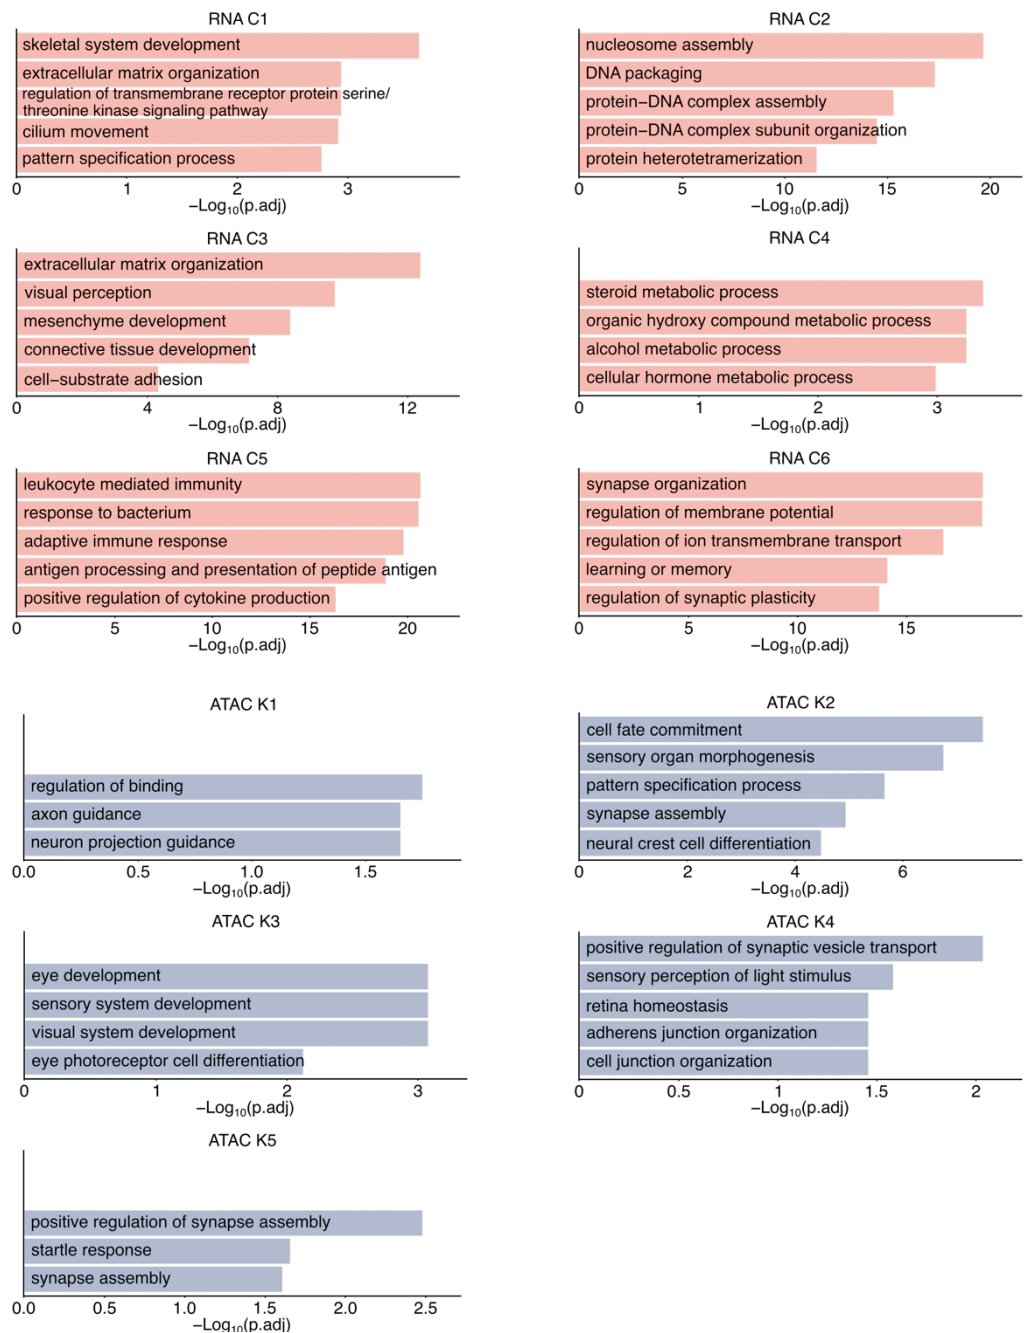 RNA C1
skeletal system development
extracellular matrix organization
regulation of transmembrane receptor protein serine/
threonine kinase signaling pathway
cilium movement
pattern specification process
0 1 2 3
−Log10(p.adj)
RNA C2
nucleosome assembly
DNA packaging
protein−DNA complex assembly
protein−DNA complex subunit organization
protein heterotetramerization
0 5 10 15 20
−Log10(p.adj)
RNA C3
extracellular matrix organization
visual perception
mesenchyme development
connective tissue development
cell−substrate adhesion
0 4 8 12
−Log10(p.adj)
RNA C4
steroid metabolic process
organic hydroxy compound metabolic process
alcohol metabolic process
cellular hormone metabolic process
0 1 2 3
−Log10(p.adj)
RNA C5
leukocyte mediated immunity
response to bacterium
adaptive immune response
antigen processing and presentation of peptide antigen
positive regulation of cytokine production
0 5 10 15 20
−Log10(p.adj)
RNA C6
synapse organization
regulation of membrane potential
regulation of ion transmembrane transport
learning or memory
regulation of synaptic plasticity
0 5 10 15
−Log10(p.adj)
ATAC K1
regulation of binding
axon guidance
neuron projection guidance
0.0 0.5 1.0 1.5
−Log10(p.adj)
ATAC K2
cell fate commitment
sensory organ morphogenesis
pattern specification process
synapse assembly
neural crest cell differentiation
0 2 4 6
−Log10(p.adj)
ATAC K3
eye development
sensory system development
visual system development
eye photoreceptor cell differentiation
0 1 2 3
−Log10(p.adj)
ATAC K4
positive regulation of synaptic vesicle transport
sensory perception of light stimulus
retina homeostasis
adherens junction organization
cell junction organization
0 0.5 1 1.5 2
−Log10(p.adj)
ATAC K5
positive regulation of synapse assembly
startle response
synapse assembly
0.0 0.5 1.0 1.5 2.0 2.5
−Log10(p.adj)